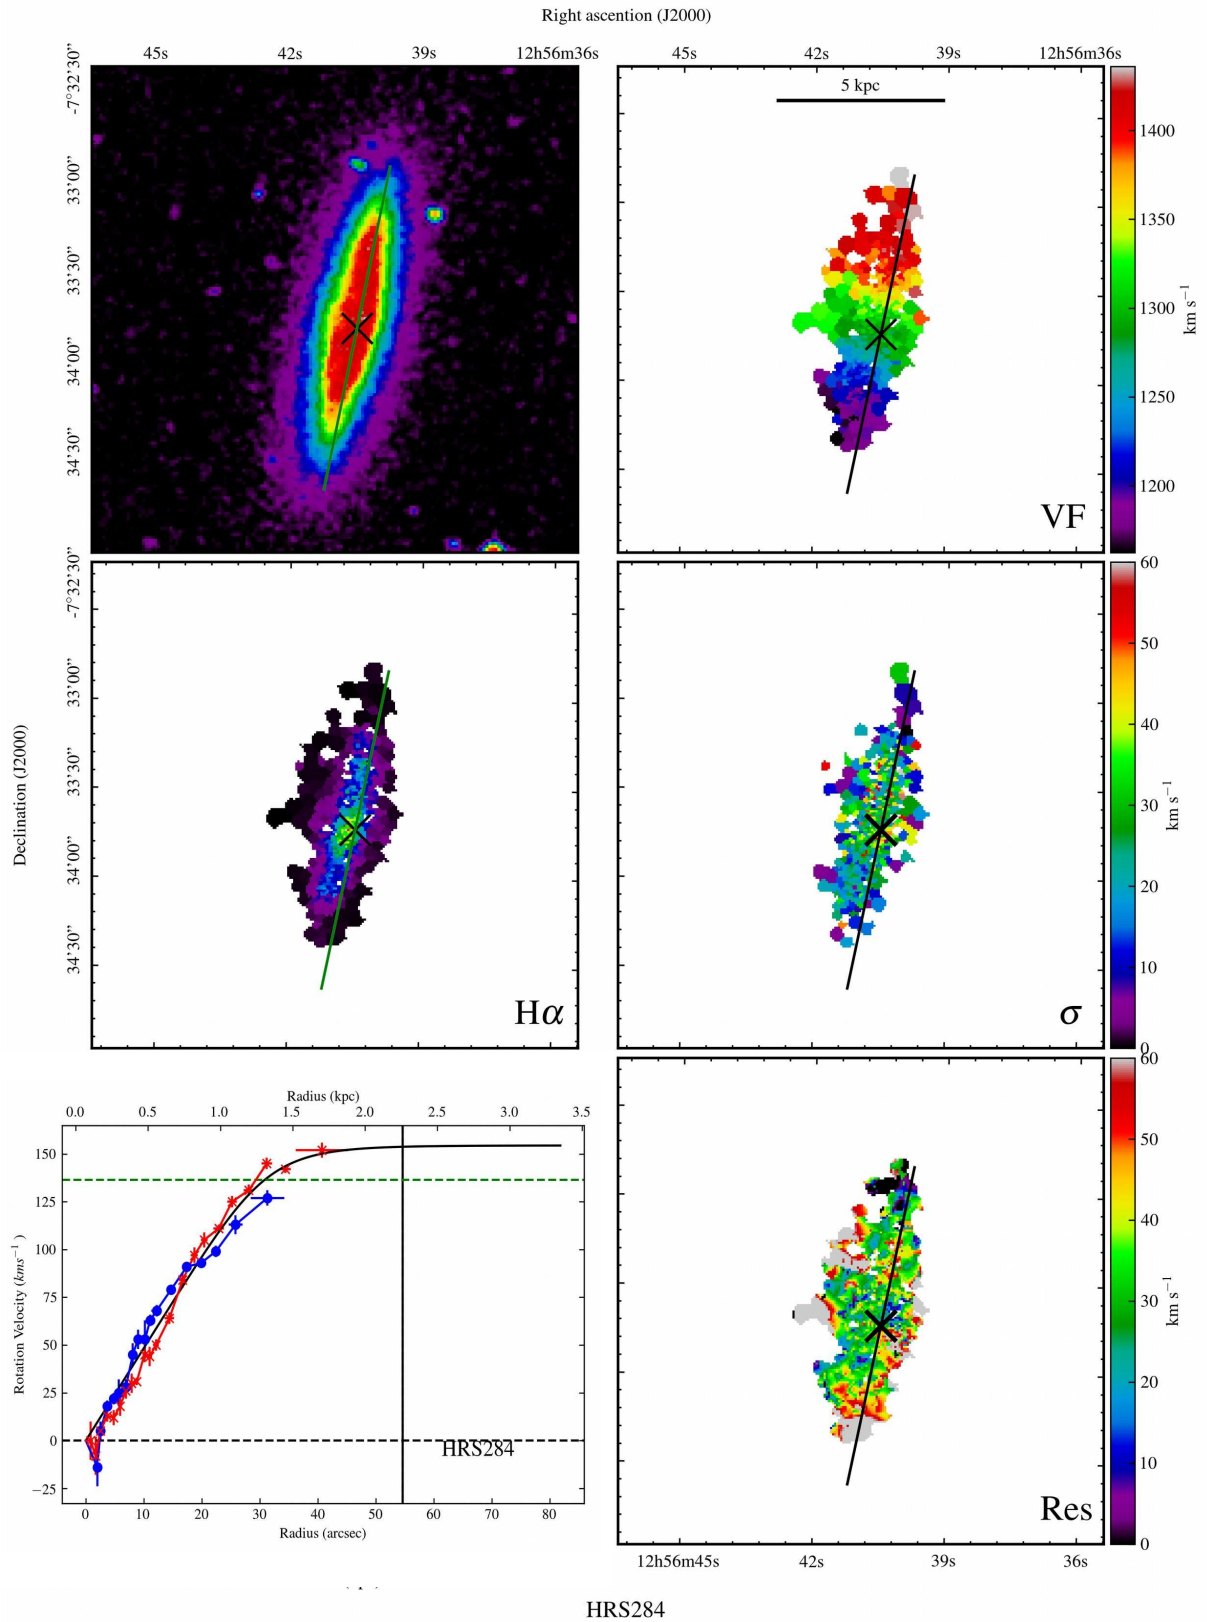 Right ascention (J2000)
45s 42s 39s 12h56m36s 45s 42s 39s 12h56m36s
-7°32'30" 33'00" 33'30" 34'00" 34'30"
5 kpc
1400
1350
1300
1250
1200
km s⁻¹
VF
Declination (J2000)
-7°32'30" 33'00" 33'30" 34'00" 34'30"
Hα
60
50
40
30
20
10
0
km s⁻¹
σ
60
50
40
30
20
10
0
km s⁻¹
Res
12h56m45s 42s 39s 36s
Radius (kpc)
0.0 0.5 1.0 1.5 2.0 2.5 3.0 3.5
Rotation Velocity (kms⁻¹ )
150
125
100
75
50
25
0
−25
HRS284
0 10 20 30 40 50 60 70 80
Radius (arcsec)
HRS284